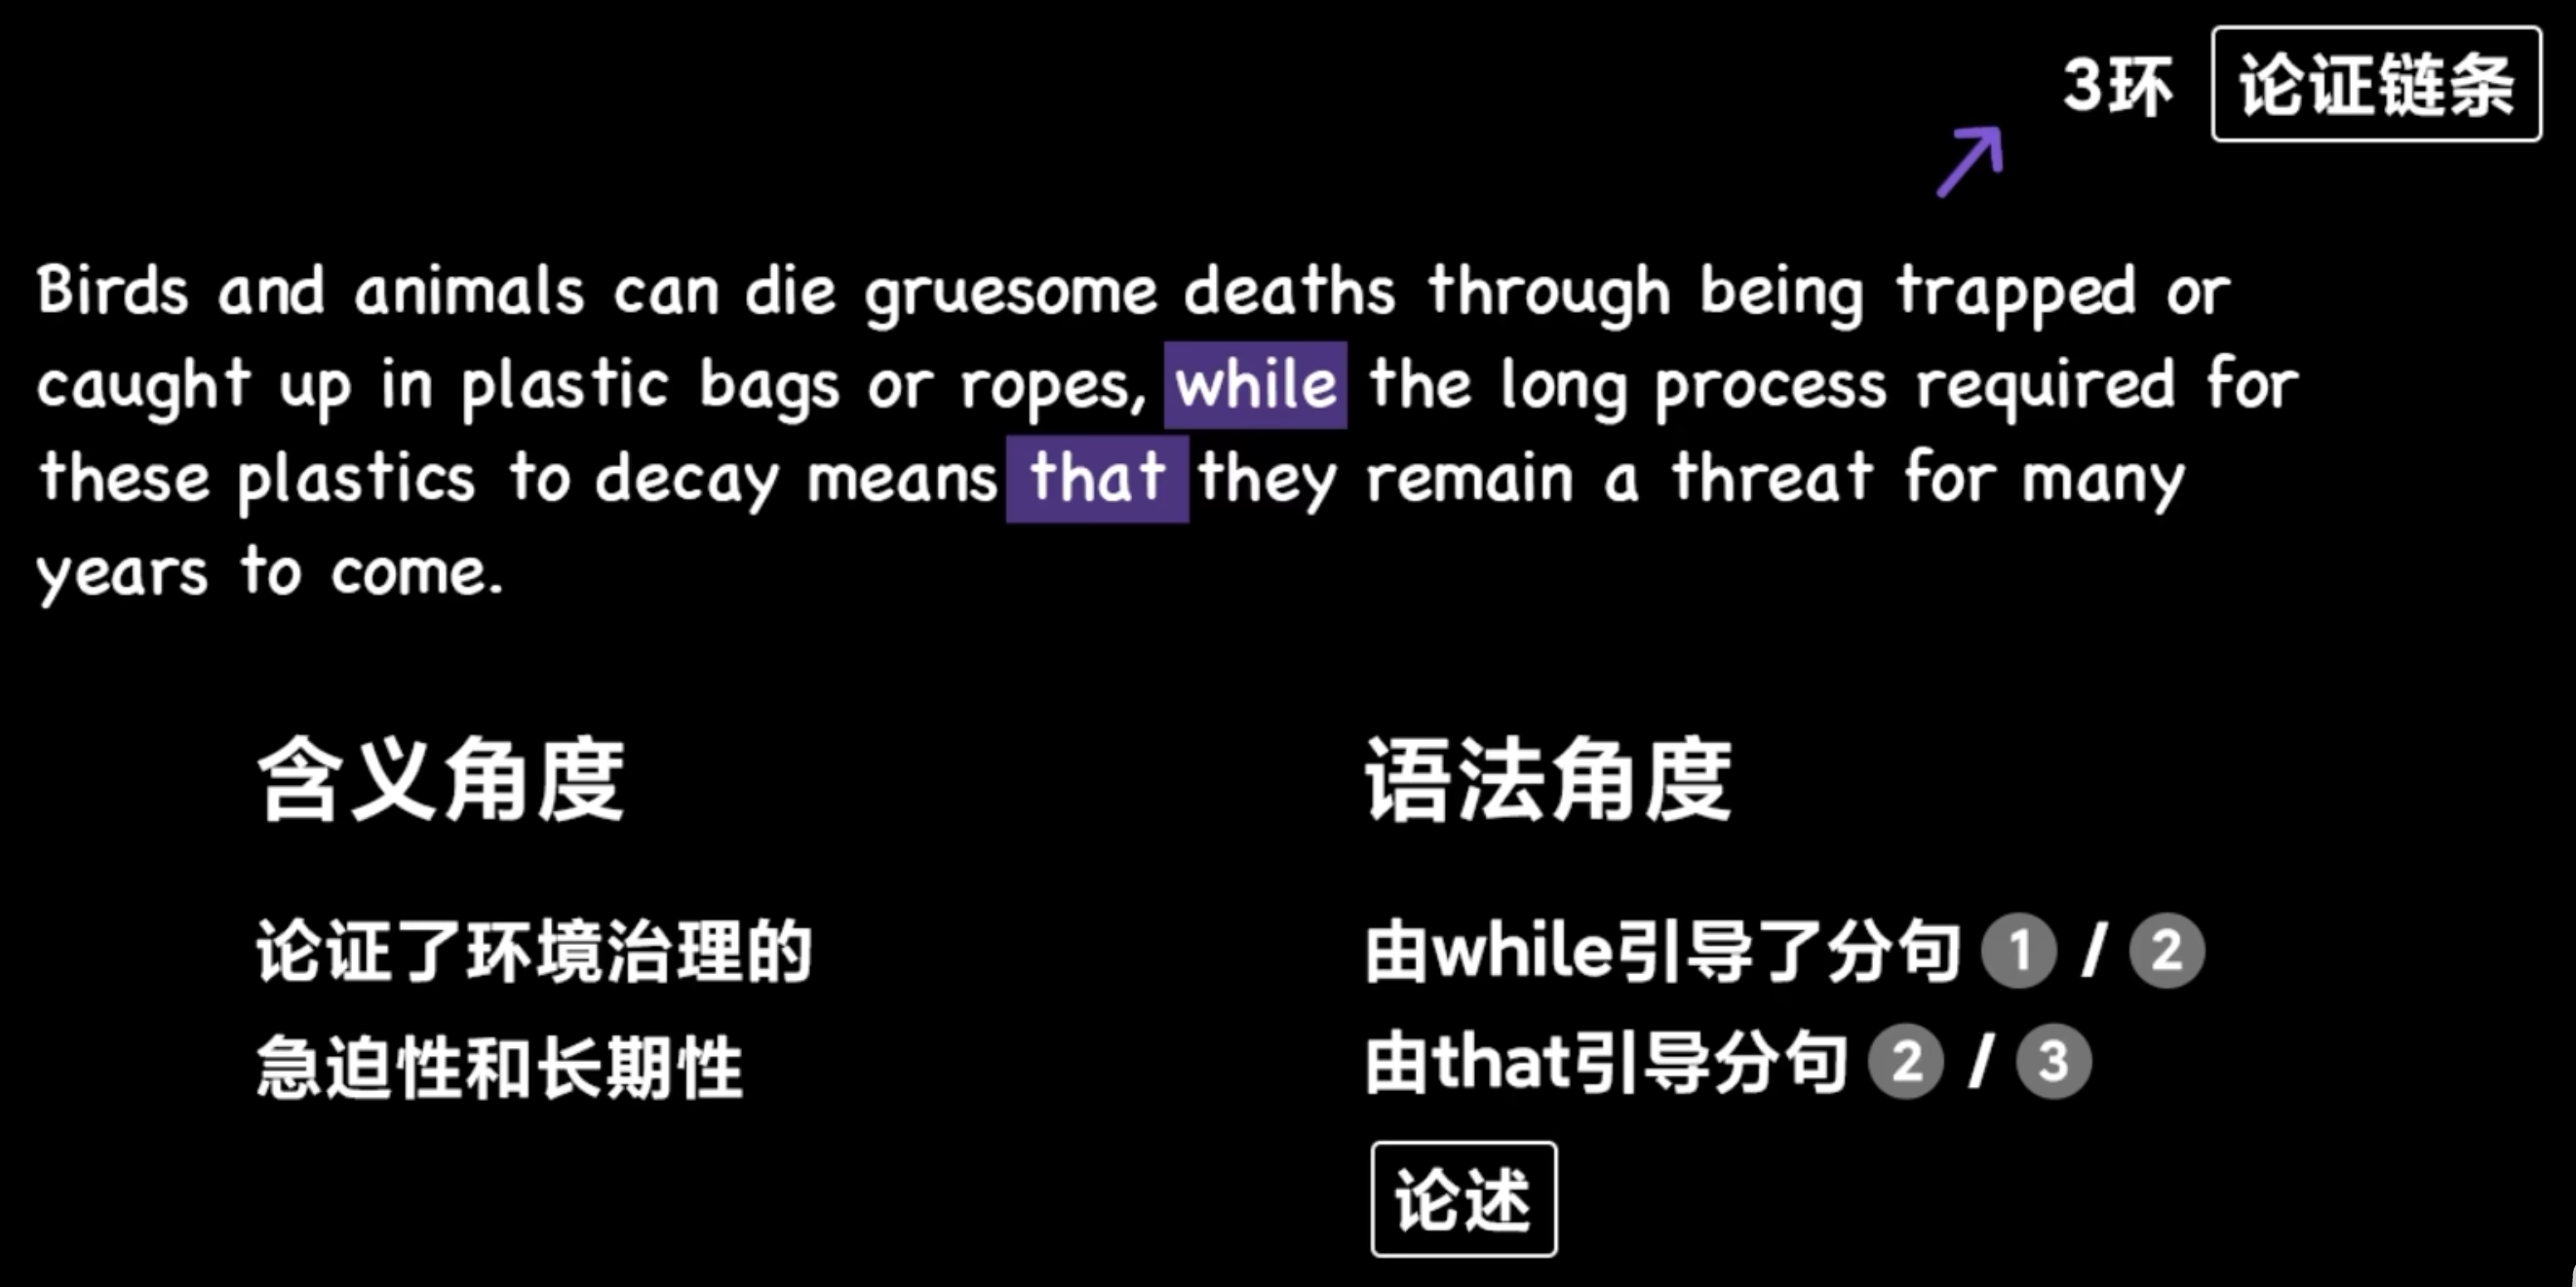 3环 论证链条
Birds and animals can die gruesome deaths through being trapped or
caught up in plastic bags or ropes, while the long process required for
these plastics to decay means that they remain a threat for many
years to come.
含义角度
论证了环境治理的
急迫性和长期性
语法角度
由while引导了分句 1 / 2
由that引导分句 2 / 3
论述